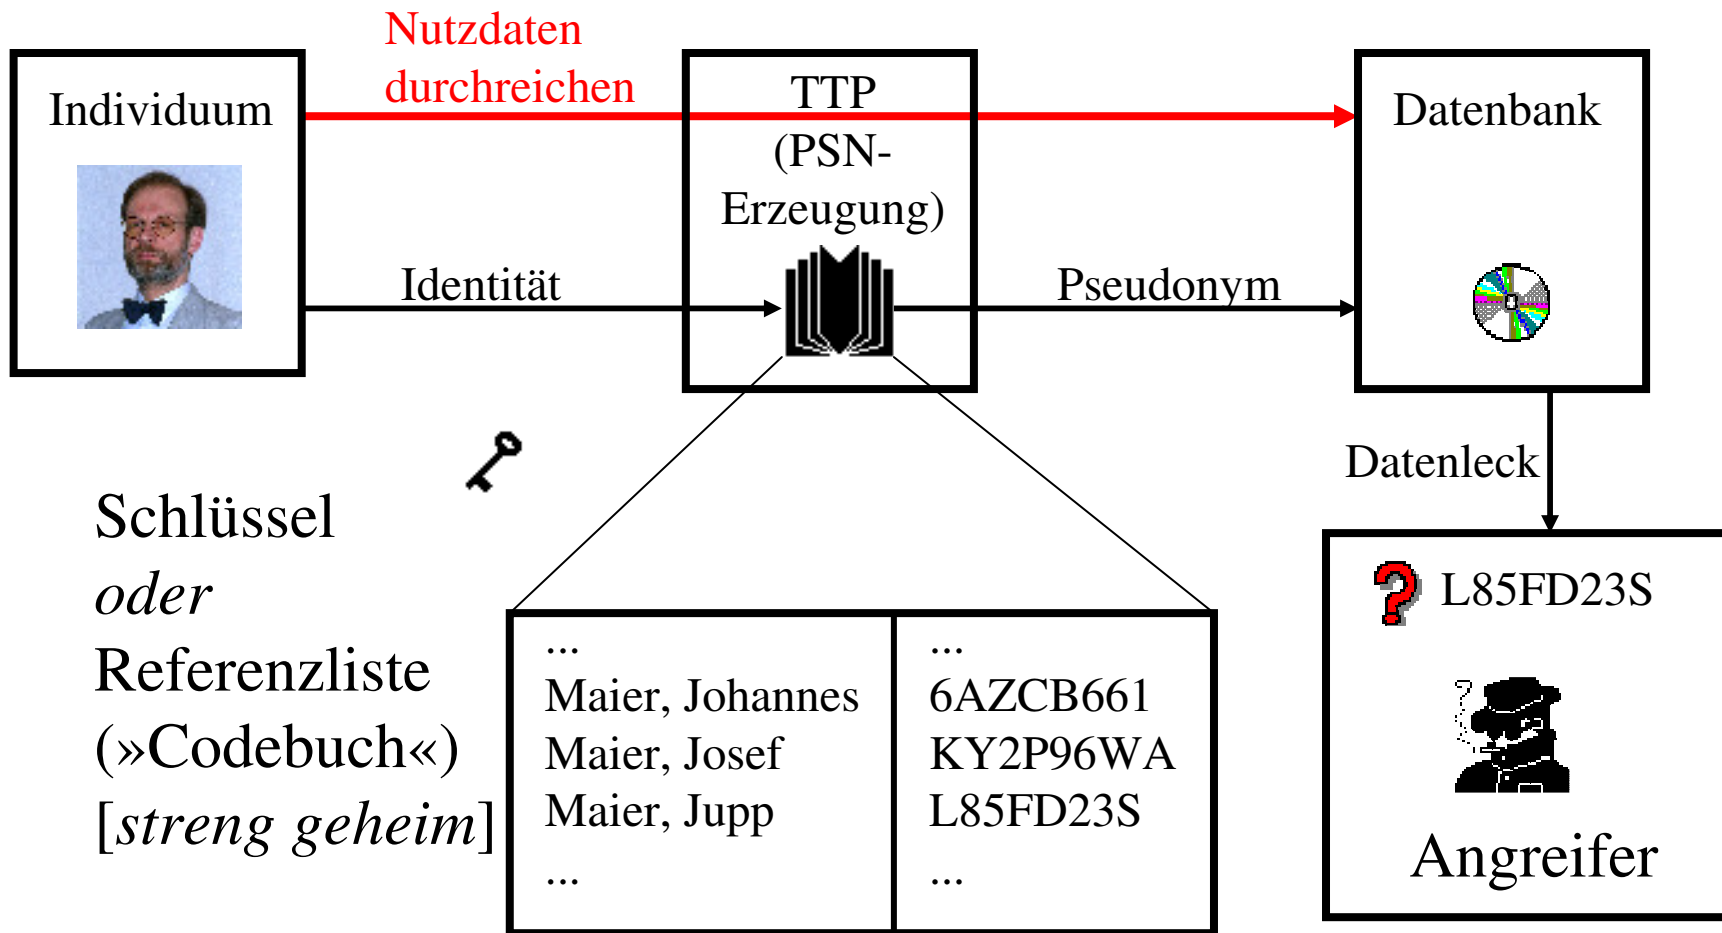 Nutzdaten
durchreichen
Individuum
TTP
(PSN-
Erzeugung)
Datenbank
Identität
Pseudonym
Datenleck
Schlüssel
oder
Referenzliste
(»Codebuch«)
[streng geheim]
... ...
Maier, Johannes 6AZCB661
Maier, Josef KY2P96WA
Maier, Jupp L85FD23S
... ...
L85FD23S
Angreifer